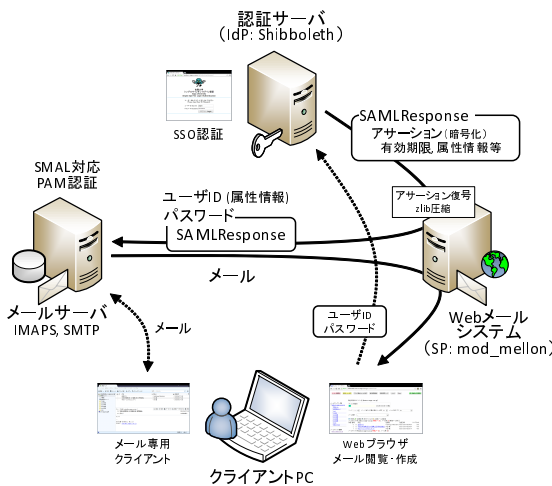 認証サーバ
(IdP: Shibboleth)
SSO認証
SAMLResponse
アサーション(暗号化)
有効期限, 属性情報等
SMAL対応
PAM認証
ユーザID (属性情報)
パスワード
SAMLResponse
アサーション復号
zlib圧縮
メール
メールサーバ
IMAPS, SMTP
Webメール
システム
(SP: mod_mellon)
ユーザID
パスワード
メール
メール専用
クライアント
クライアントPC
Webブラウザ
メール閲覧・作成